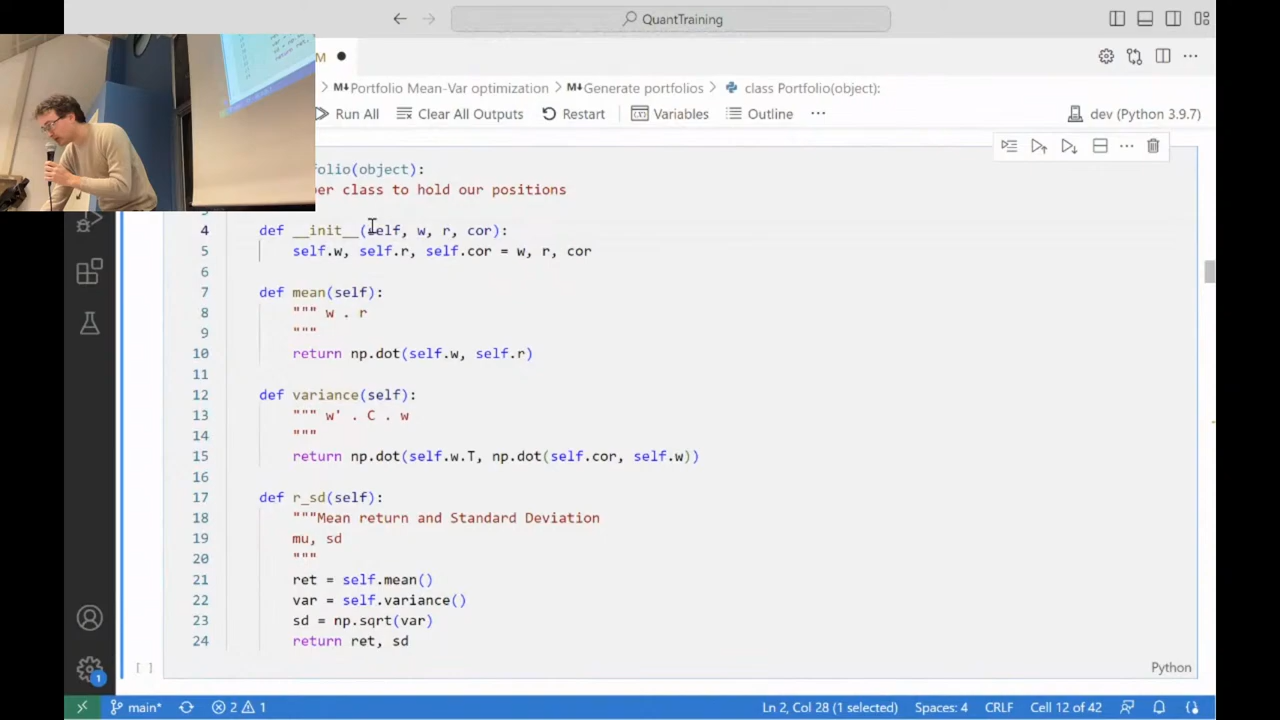 QuantTraining
M
Portfolio Mean-Var optimization > M↓Generate portfolios > class Portfolio(object):
Run All Clear All Outputs Restart Variables Outline ... dev (Python 3.9.7)
folio(object):
per class to hold our positions
4 def __init__(self, w, r, cor):
5 self.w, self.r, self.cor = w, r, cor
6
7 def mean(self):
8 """ w . r
9 """
10 return np.dot(self.w, self.r)
11
12 def variance(self):
13 """ w' . C . w
14 """
15 return np.dot(self.w.T, np.dot(self.cor, self.w))
16
17 def r_sd(self):
18 """Mean return and Standard Deviation
19 mu, sd
20 """
21 ret = self.mean()
22 var = self.variance()
23 sd = np.sqrt(var)
24 return ret, sd
[ ] Python
1
main* 2 1 Ln 2, Col 28 (1 selected) Spaces: 4 CRLF Cell 12 of 42